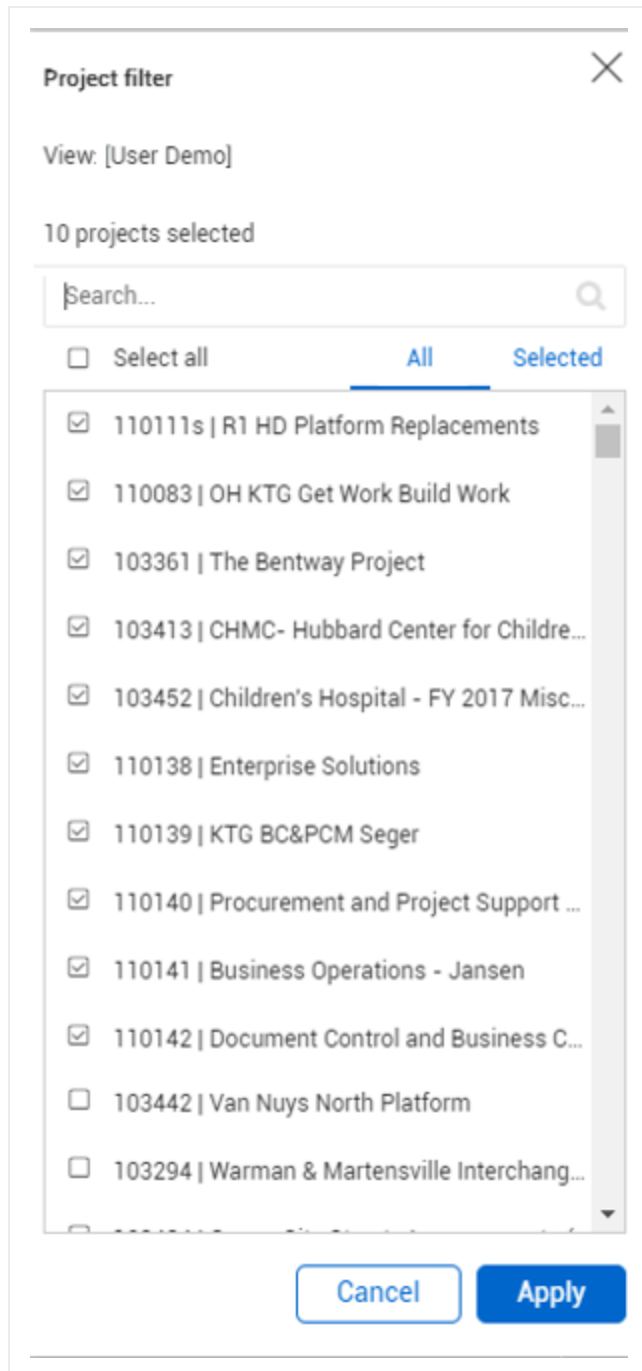 Project filter
View: [User Demo]
10 projects selected
Search...
Select all All Selected
110111s | R1 HD Platform Replacements
110083 | OH KTG Get Work Build Work
103361 | The Bentway Project
103413 | CHMC- Hubbard Center for Childre...
103452 | Children's Hospital - FY 2017 Misc...
110138 | Enterprise Solutions
110139 | KTG BC&PCM Seger
110140 | Procurement and Project Support ...
110141 | Business Operations - Jansen
110142 | Document Control and Business C...
103442 | Van Nuys North Platform
103294 | Warman & Martensville Interchang...
Cancel Apply